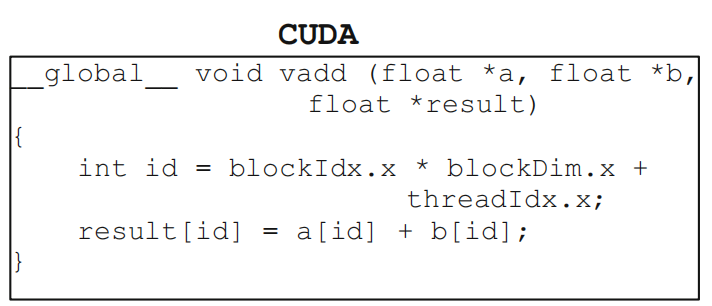 CUDA
__global__ void vadd (float *a, float *b,
float *result)
{
int id = blockIdx.x * blockDim.x +
threadIdx.x;
result[id] = a[id] + b[id];
}